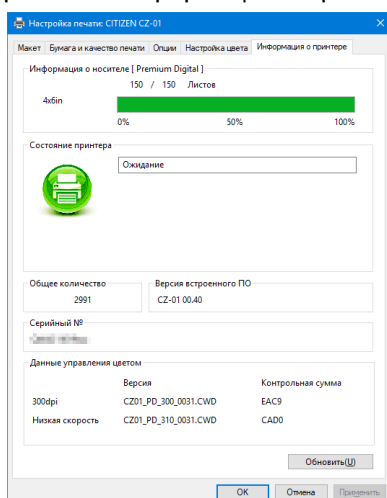 Настройка печати: CITIZEN CZ-01
Макет Бумага и качество печати Опции Настройка цвета Информация о принтере
Информация о носителе [ Premium Digital ]
150 / 150 Листов
4x6in
0% 50% 100%
Состояние принтера
Ожидание
Общее количество Версия встроенного ПО
2991 CZ-01 00.40
Серийный №
Данные управления цветом
Версия Контрольная сумма
300dpi CZ01_PD_300_0031.CWD EAC9
Низкая скорость CZ01_PD_310_0031.CWD CAD0
Обновить(U)
OK Отмена Применить